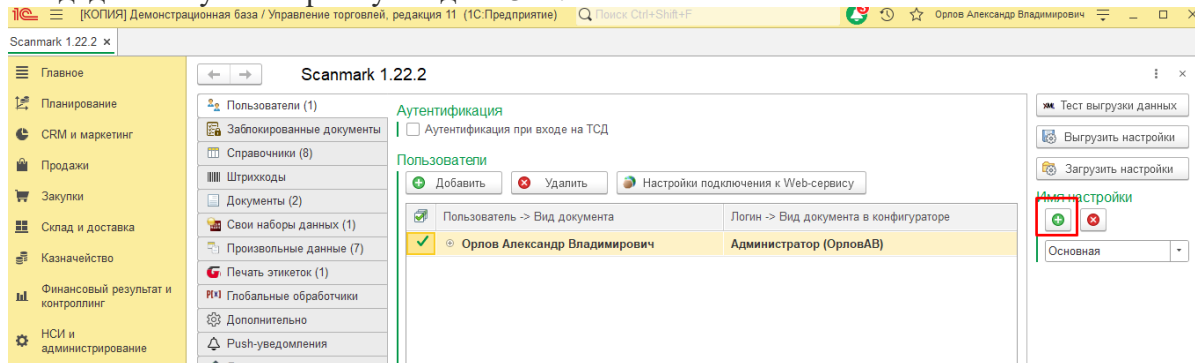 [КОПИЯ] Демонстрационная база / Управление торговлей, редакция 11 (1С:Предприятие) Поиск Ctrl+Shift+F Орлов Александр Владимирович
Scanmark 1.22.2 ×
Главное
Планирование
CRM и маркетинг
Продажи
Закупки
Склад и доставка
Казначейство
Финансовый результат и
контроллинг
НСИ и
администрирование
Scanmark 1.22.2
Пользователи (1)
Заблокированные документы
Справочники (8)
Штрихкоды
Документы (2)
Свои наборы данных (1)
Произвольные данные (7)
Печать этикеток (1)
Глобальные обработчики
Дополнительно
Push-уведомления
Аутентификация
Аутентификация при входе на ТСД
Пользователи
Добавить Удалить Настройки подключения к Web-сервису
Пользователь -> Вид документа Логин -> Вид документа в конфигураторе
Орлов Александр Владимирович Администратор (ОрловАВ)
Тест выгрузки данных
Выгрузить настройки
Загрузить настройки
Имя настройки
Основная